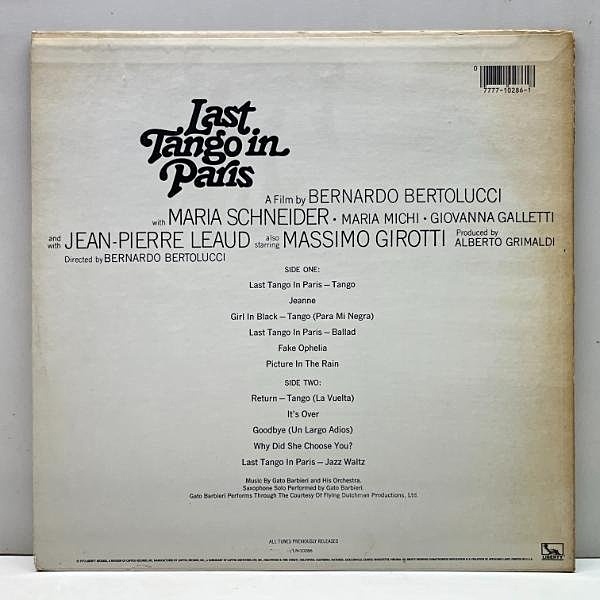 0
7777-10286-1
Last
Tango in
Paris
A Film by BERNARDO BERTOLUCCI
with MARIA SCHNEIDER • MARIA MICHI • GIOVANNA GALLETTI
and with JEAN-PIERRE LEAUD also starring MASSIMO GIROTTI Produced by ALBERTO GRIMALDI
Directed by BERNARDO BERTOLUCCI
SIDE ONE:
Last Tango In Paris – Tango
Jeanne
Girl In Black – Tango (Para Mi Negra)
Last Tango In Paris – Ballad
Fake Ophelia
Picture In The Rain
SIDE TWO:
Return – Tango (La Vuelta)
It's Over
Goodbye (Un Largo Adios)
Why Did She Choose You?
Last Tango In Paris – Jazz Waltz
Music By Gato Barbieri and His Orchestra.
Saxophone Solo Performed by Gato Barbieri.
Gato Barbieri Performs Through The Courtesy Of Flying Dutchman Productions, Ltd.
ALL TUNES PREVIOUSLY RELEASED
LN-10286
LIBERTY